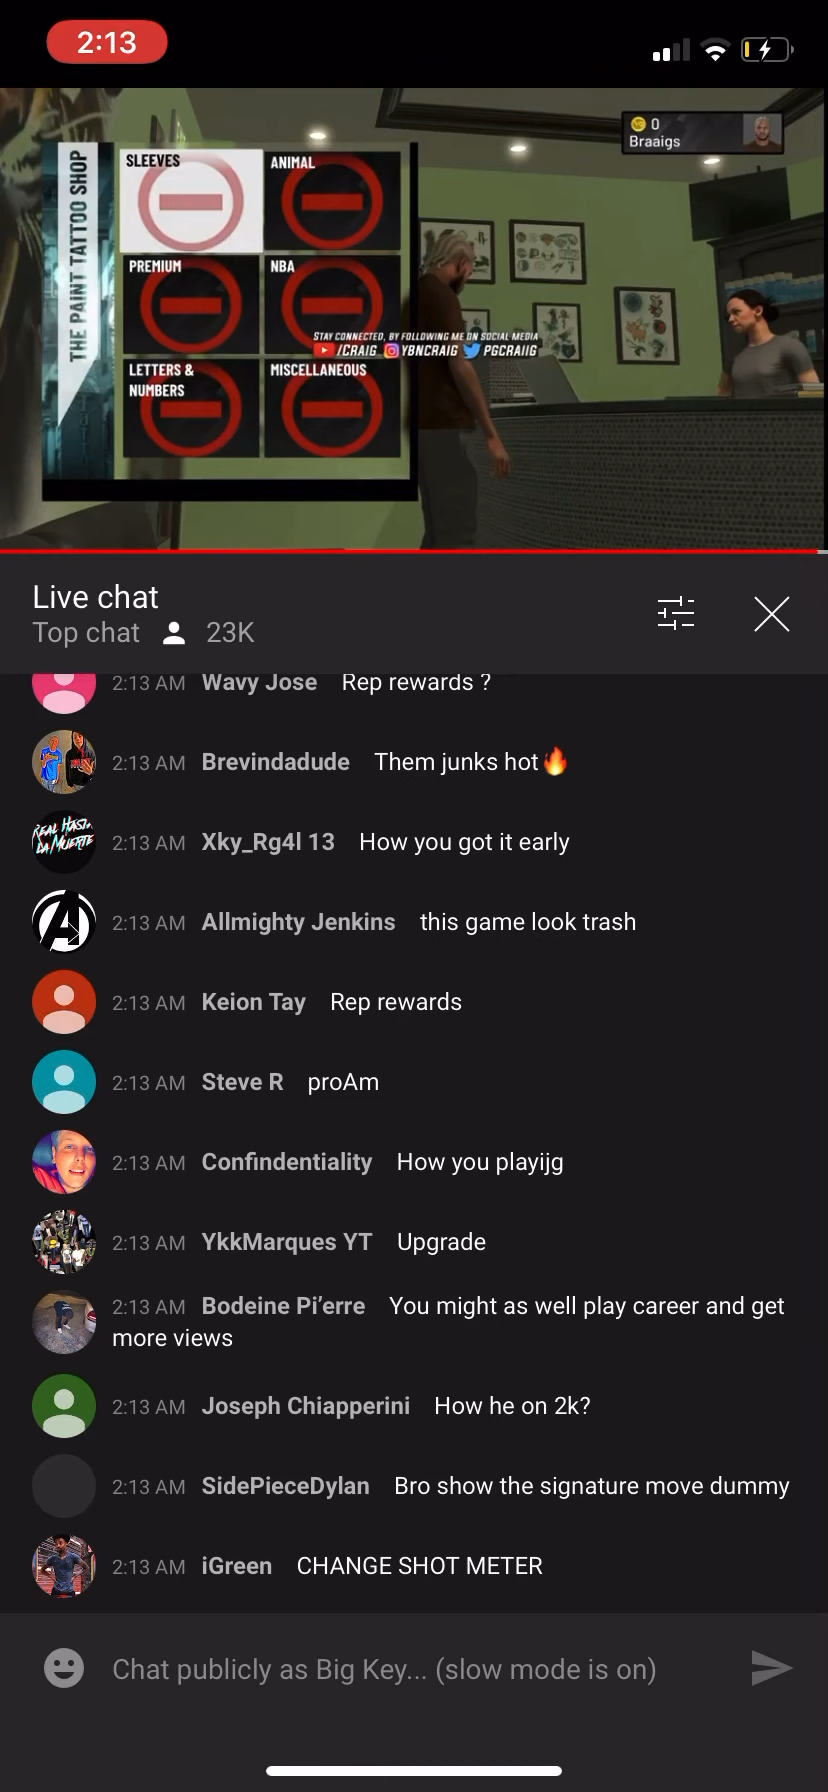 2:13
0
Braaigs
THE PAINT TATTOO SHOP
SLEEVES
ANIMAL
PREMIUM
NBA
LETTERS &
NUMBERS
MISCELLANEOUS
STAY CONNECTED, BY FOLLOWING ME ON SOCIAL MEDIA
/CRAIG YBNCRAIG PGCRAIIG
Live chat
Top chat 23K
2:13 AM Wavy Jose Rep rewards ?
2:13 AM Brevindadude Them junks hot🔥
REAL HASTA
LA MUERTE
2:13 AM Xky_Rg4l 13 How you got it early
2:13 AM Allmighty Jenkins this game look trash
2:13 AM Keion Tay Rep rewards
2:13 AM Steve R proAm
2:13 AM Confindentiality How you playijg
2:13 AM YkkMarques YT Upgrade
2:13 AM Bodeine Pi’erre You might as well play career and get
more views
2:13 AM Joseph Chiapperini How he on 2k?
2:13 AM SidePieceDylan Bro show the signature move dummy
2:13 AM iGreen CHANGE SHOT METER
Chat publicly as Big Key... (slow mode is on)